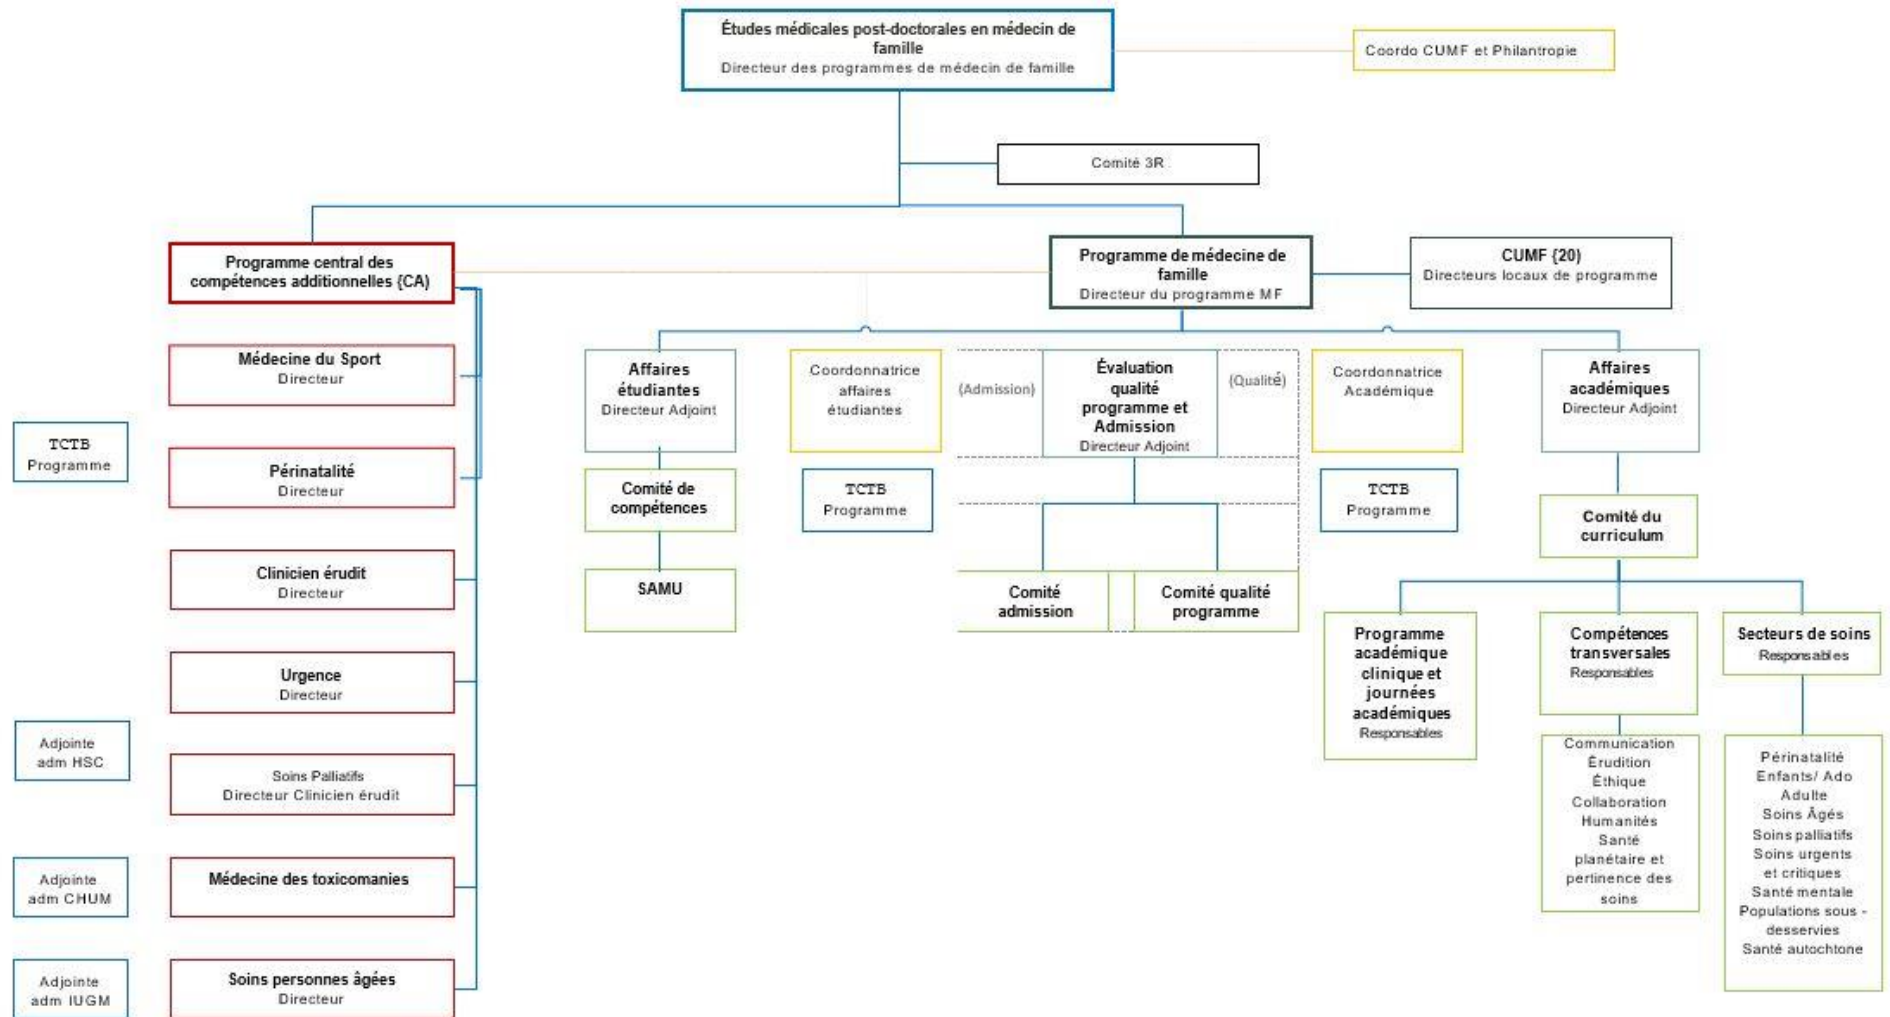 Études médicales post-doctorales en médecin de
famille
Directeur des programmes de médecin de famille
Coordo CUMF et Philantropie
Comité 3R
Programme central des
compétences additionnelles {CA)
Programme de médecine de
famille
Directeur du programme MF
CUMF {20)
Directeurs locaux de programme
Médecine du Sport
Directeur
TCTB
Programme
Périnatalité
Directeur
Clinicien érudit
Directeur
Urgence
Directeur
Adjointe
adm HSC
Soins Palliatifs
Directeur Clinicien érudit
Adjointe
adm CHUM
Médecine des toxicomanies
Adjointe
adm IUGM
Soins personnes âgées
Directeur
Affaires
étudiantes
Directeur Adjoint
Comité de
compétences
SAMU
Coordonnatrice
affaires
étudiantes
TCTB
Programme
(Admission)
Évaluation
qualité
programme et
Admission
Directeur Adjoint
(Qualité)
Comité
admission
Comité qualité
programme
Coordonnatrice
Académique
TCTB
Programme
Affaires
académiques
Directeur Adjoint
Comité du
curriculum
Programme
académique
clinique et
journées
académiques
Responsables
Compétences
transversales
Responsables
Communication
Érudition
Éthique
Collaboration
Humanités
Santé
planétaire et
pertinence des
soins
Secteurs de soins
Responsables
Périnatalité
Enfants/ Ado
Adulte
Soins Âgés
Soins palliatifs
Soins urgents
et critiques
Santé mentale
Populations sous -
desservies
Santé autochtone